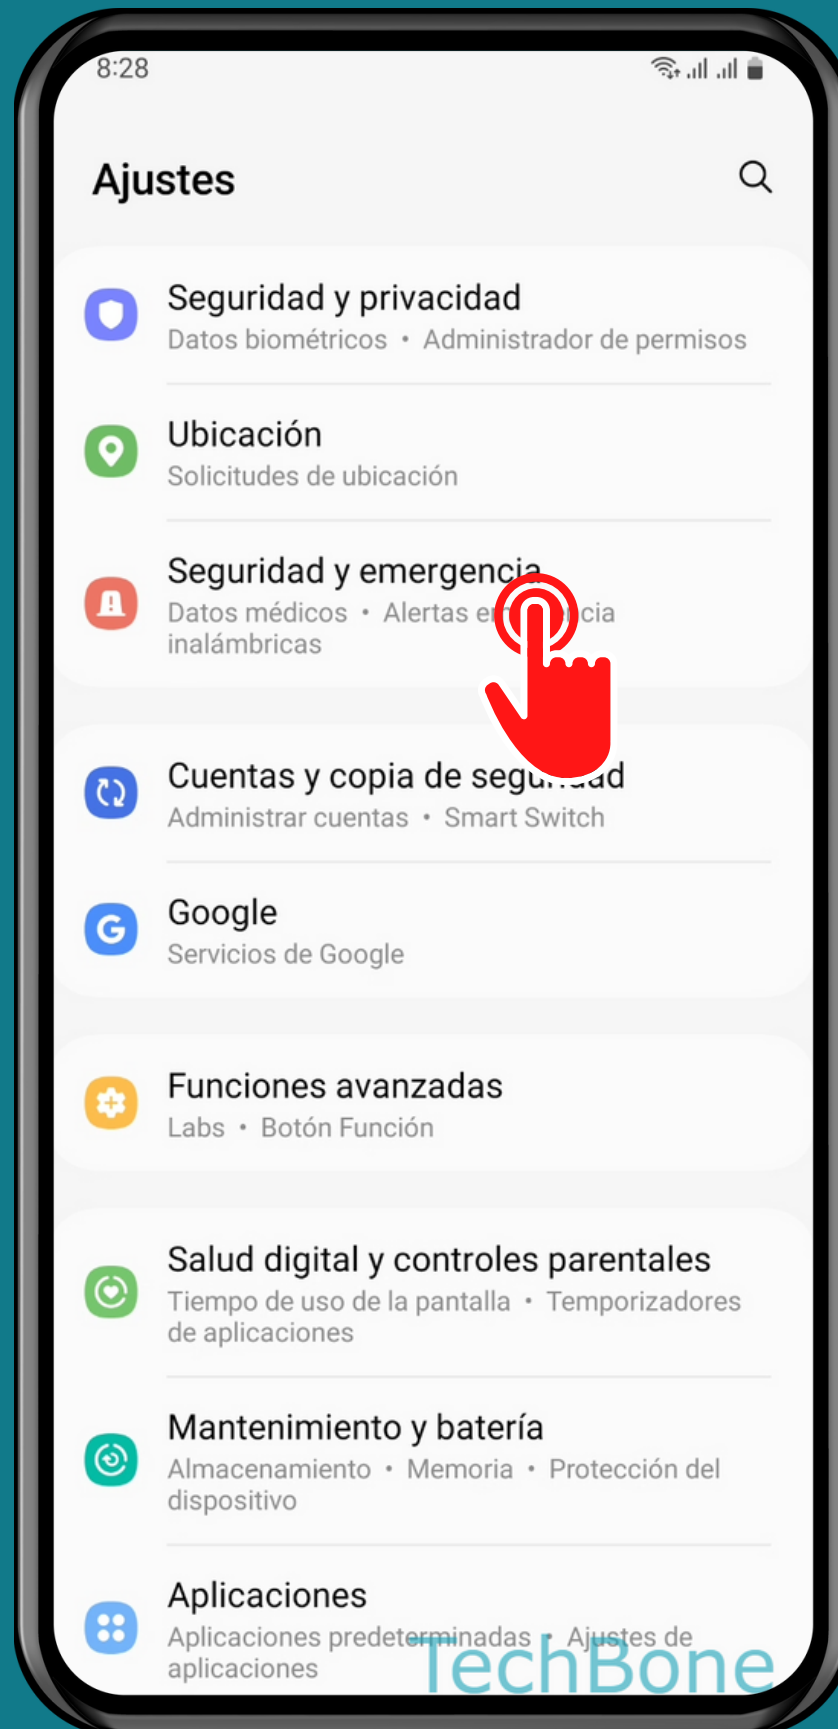 8:28
Ajustes
Seguridad y privacidad
Datos biométricos • Administrador de permisos
Ubicación
Solicitudes de ubicación
Seguridad y emergencia
Datos médicos • Alertas
inalámbricas
Cuentas y copia de seguridad
Administrar cuentas • Smart Switch
Google
Servicios de Google
Funciones avanzadas
Labs • Botón Función
Salud digital y controles parentales
Tiempo de uso de la pantalla • Temporizadores
de aplicaciones
Mantenimiento y batería
Almacenamiento • Memoria • Protección del
dispositivo
Aplicaciones
Aplicaciones predeterminadas • Ajustes de
aplicaciones
TechBone